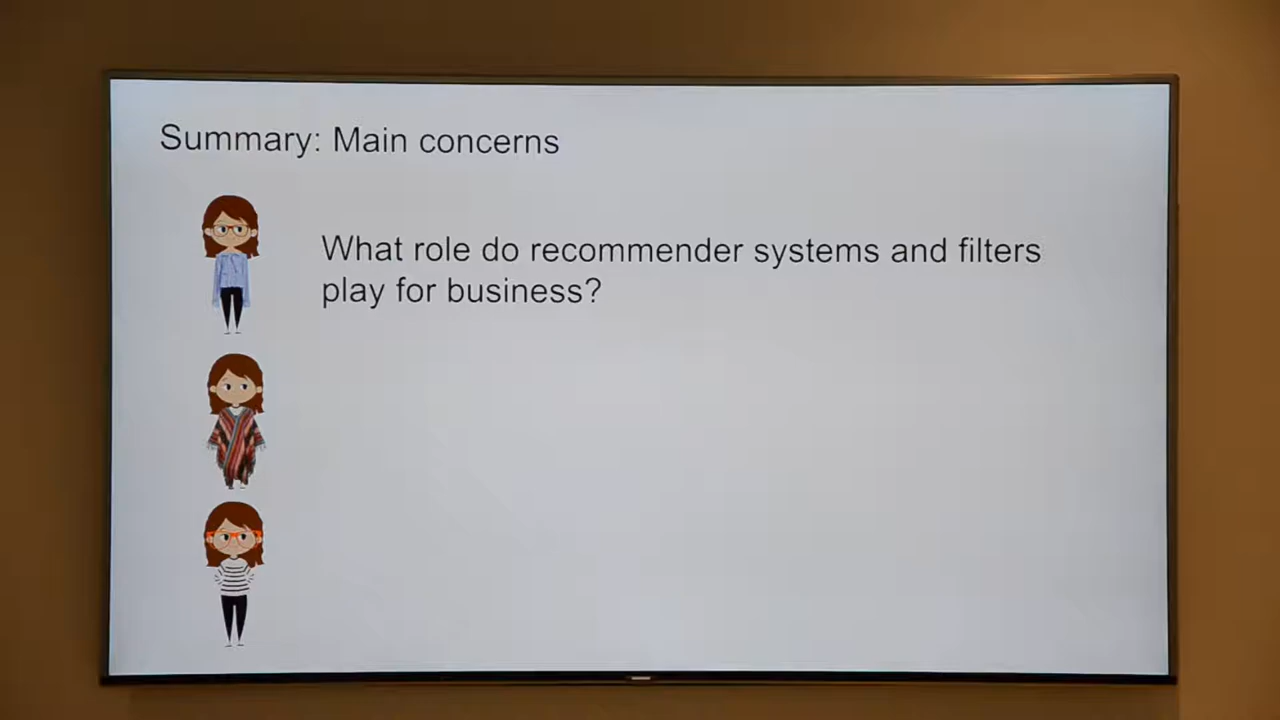 Summary: Main concerns
What role do recommender systems and filters
play for business?